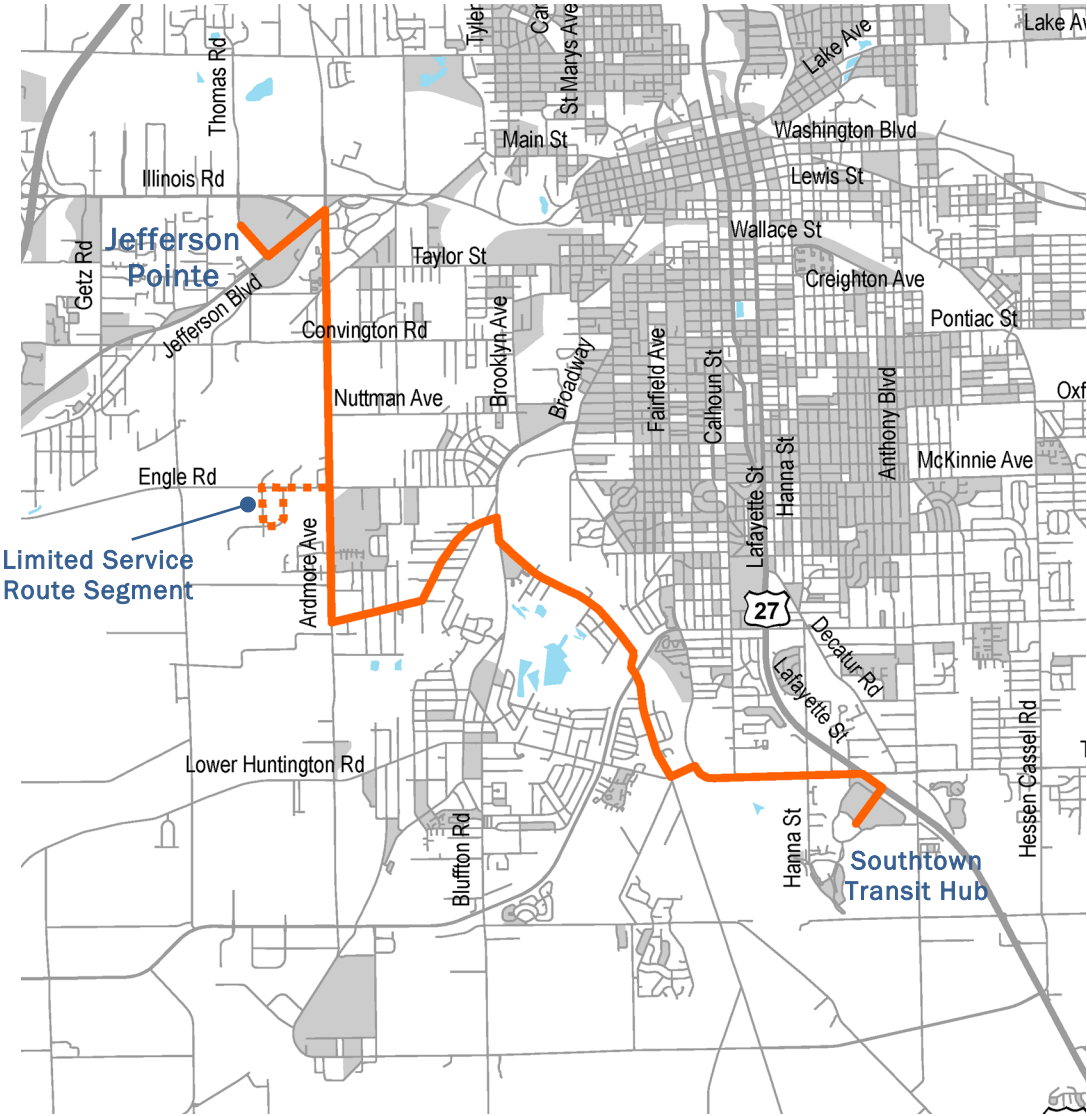 Tyler
St Marys Ave
Lake Ave
Thomas Rd
Main St
Washington Blvd
Illinois Rd
Lewis St
Wallace St
Jefferson
Pointe
Getz Rd
Taylor St
Creighton Ave
Jefferson Blvd
Convington Rd
Brooklyn Ave
Pontiac St
Broadway
Fairfield Ave
Calhoun St
Nuttman Ave
Anthony Blvd
Engle Rd
McKinnie Ave
Hanna St
Lafayette St
Limited Service
Route Segment
Ardmore Ave
27
Decatur Rd
Lafayette St
Lower Huntington Rd
Hessen Cassel Rd
Bluffton Rd
Hanna St
Southtown
Transit Hub